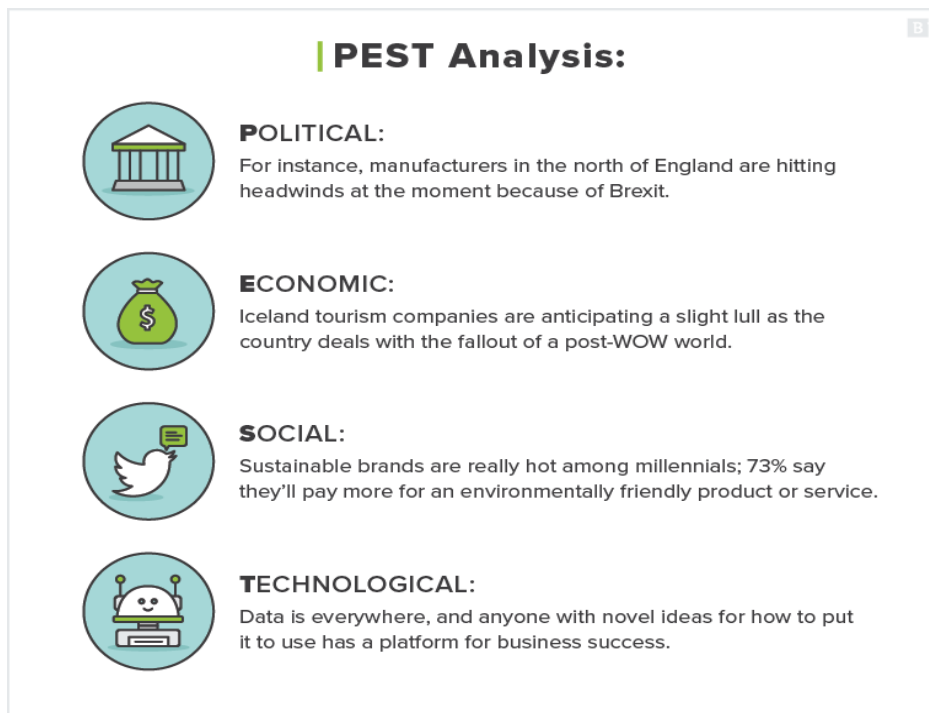 B
PEST Analysis:
POLITICAL:
For instance, manufacturers in the north of England are hitting
headwinds at the moment because of Brexit.
ECONOMIC:
Iceland tourism companies are anticipating a slight lull as the
country deals with the fallout of a post-WOW world.
$
SOCIAL:
Sustainable brands are really hot among millennials; 73% say
they’ll pay more for an environmentally friendly product or service.
TECHNOLOGICAL:
Data is everywhere, and anyone with novel ideas for how to put
it to use has a platform for business success.